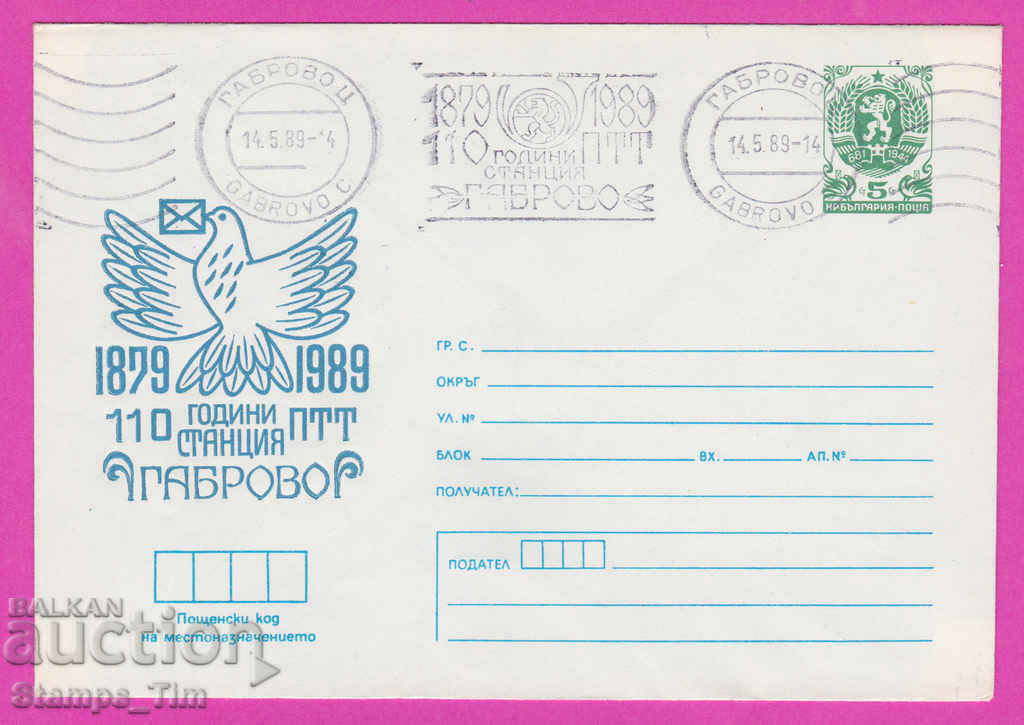 ГАБРОВО Ц
14.5.89-14
GABROVO C
1879 1989
110 ГОДИНИ ПТТ
СТАНЦИЯ
ГАБРОВО
ГАБРОВО
14.5.89-14
GABROVO
681 1944
5
НР БЪЛГАРИЯ-ПОЩА
1879 1989
110 ГОДИНИ ПТТ
СТАНЦИЯ
ГАБРОВО
ГР. С.
ОКРЪГ
УЛ. №
БЛОК ВХ. АП. №
ПОЛУЧАТЕЛ:
ПОДАТЕЛ
Пощенски код
на местоназначението
BALKAN
auction
Stamps_Tim